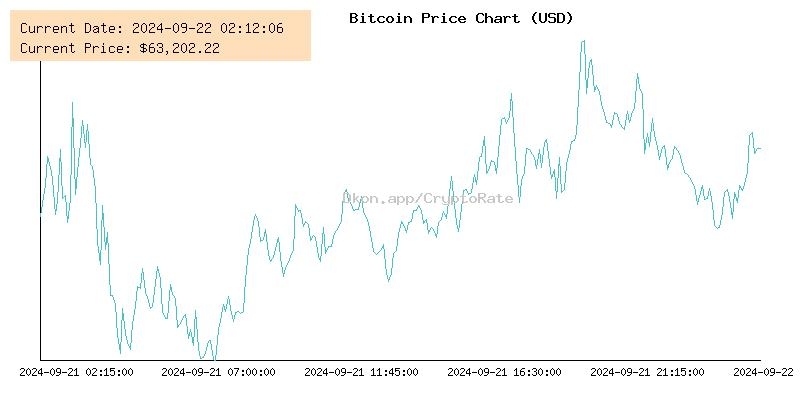 Bitcoin Price Chart (USD)
Current Date: 2024-09-22 02:12:06
Current Price: $63,202.22
Ukon.app/CryptoRate
2024-09-21 02:15:00 2024-09-21 07:00:00 2024-09-21 11:45:00 2024-09-21 16:30:00 2024-09-21 21:15:00 2024-09-22